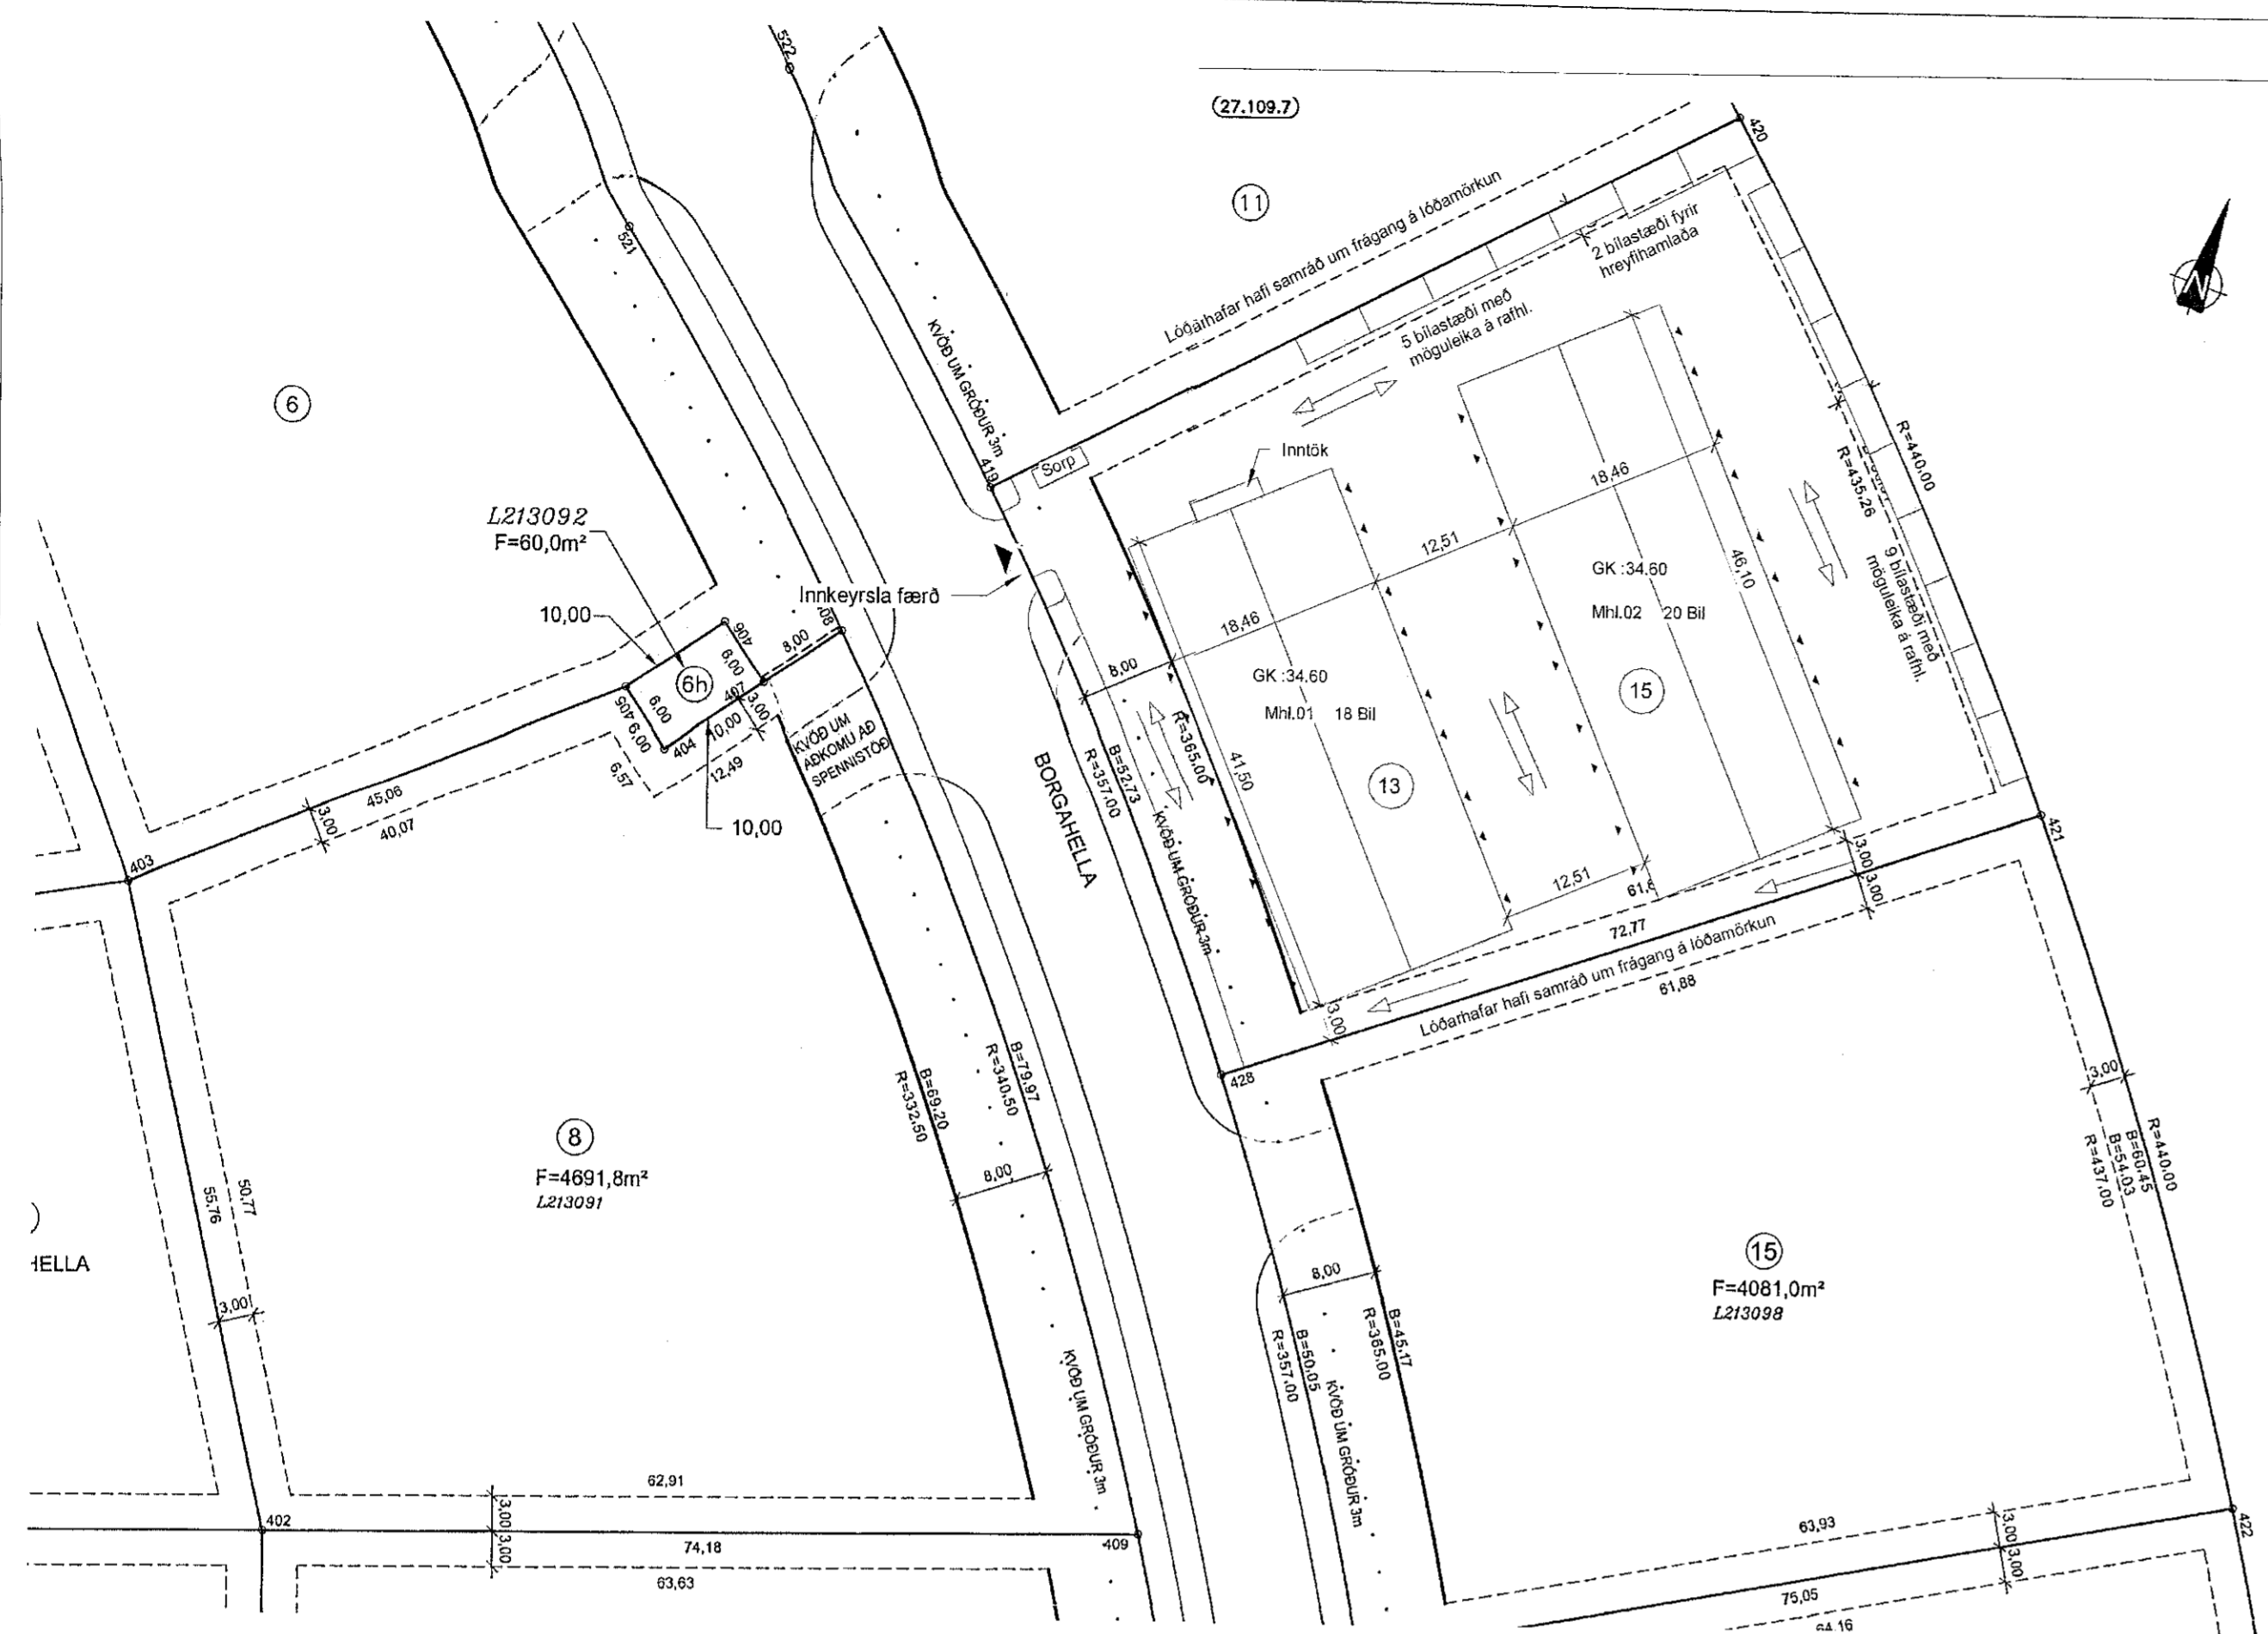 522
(27.109.7)
420
11
Lóðarhafar hafi samráð um frágang á lóðamörkun
2 bílastæði fyrir
hreyfihamlaða
521
N
5 bílastæði með
möguleika á rafhl.
KVÖÐ UM GRÓÐUR 3m
6
419
Sorp
Inntök
R=440.00
R=435,26
18,46
12,51
L213092
F=60,0m²
GK :34.60
46,10
9 bílastæði með
möguleika á rafhl.
Innkeyrsla færð
10,00
Mhl.02 20 Bil
406
6,00
8,00
18,46
6h
407
8,00
GK :34.60
15
405
6,00
6,00
3,00
Mhl.01 18 Bil
404
10,00
KVÖÐ UM
AÐKOMU AÐ
SPENNISTÖÐ
R=365.00
6,57
12,49
B=52,73
R=357.00
41,50
13
BORGAHELLA
45,06
3,00
40,07
10,00
421
403
KVÖÐ UM GRÓÐUR 3m
3,00
3,00
12,51
72,77
Lóðarhafar hafi samráð um frágang á lóðamörkun
61,88
3,00
428
B=79,97
R=340,50
B=69,20
R=332,50
3,00
8
F=4691,8m²
L213091
8,00
R=440.00
B=60,45
B=54,03
R=437,00
50,77
55,76
HELLA
15
F=4081,0m²
L213098
8,00
3,00
B=45,17
R=365.00
B=50,05
R=357.00
KVÖÐ UM GRÓÐUR 3m
KVÖÐ UM GRÓÐUR 3m
62,91
402
3,00
3,00
74,18
409
63,63
63,93
3,00
3,00
422
75,05
64,16